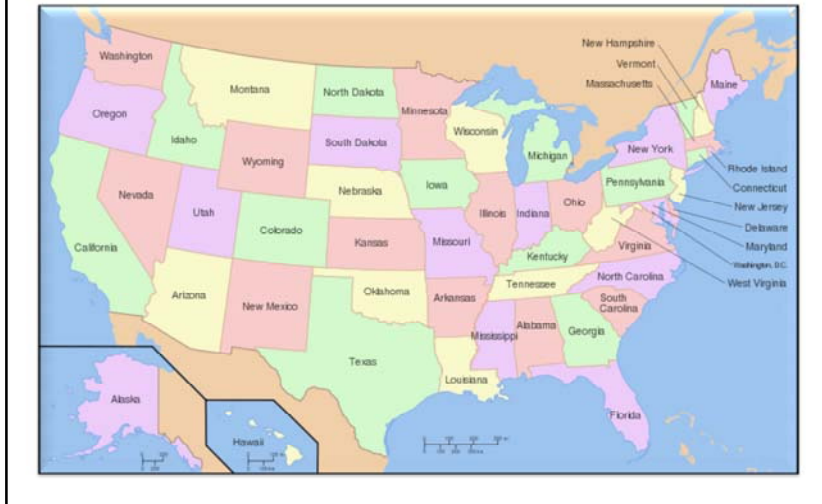 New Hampshire
Vermont
Massachusetts
Washington
Montana
North Dakota
Minnesota
Maine
Oregon
Idaho
Wisconsin
South Dakota
New York
Michigan
Wyoming
Rhode Island
Iowa
Pennsylvania
Connecticut
Nebraska
Nevada
Ohio
New Jersey
Utah
Illinois
Indiana
Delaware
Colorado
Kansas
Missouri
Virginia
Maryland
California
Kentucky
Washington, D.C.
North Carolina
West Virginia
Tennessee
Arizona
Oklahoma
Arkansas
New Mexico
South
Carolina
Alabama
Georgia
Mississippi
Texas
Louisiana
Alaska
Florida
Hawaii